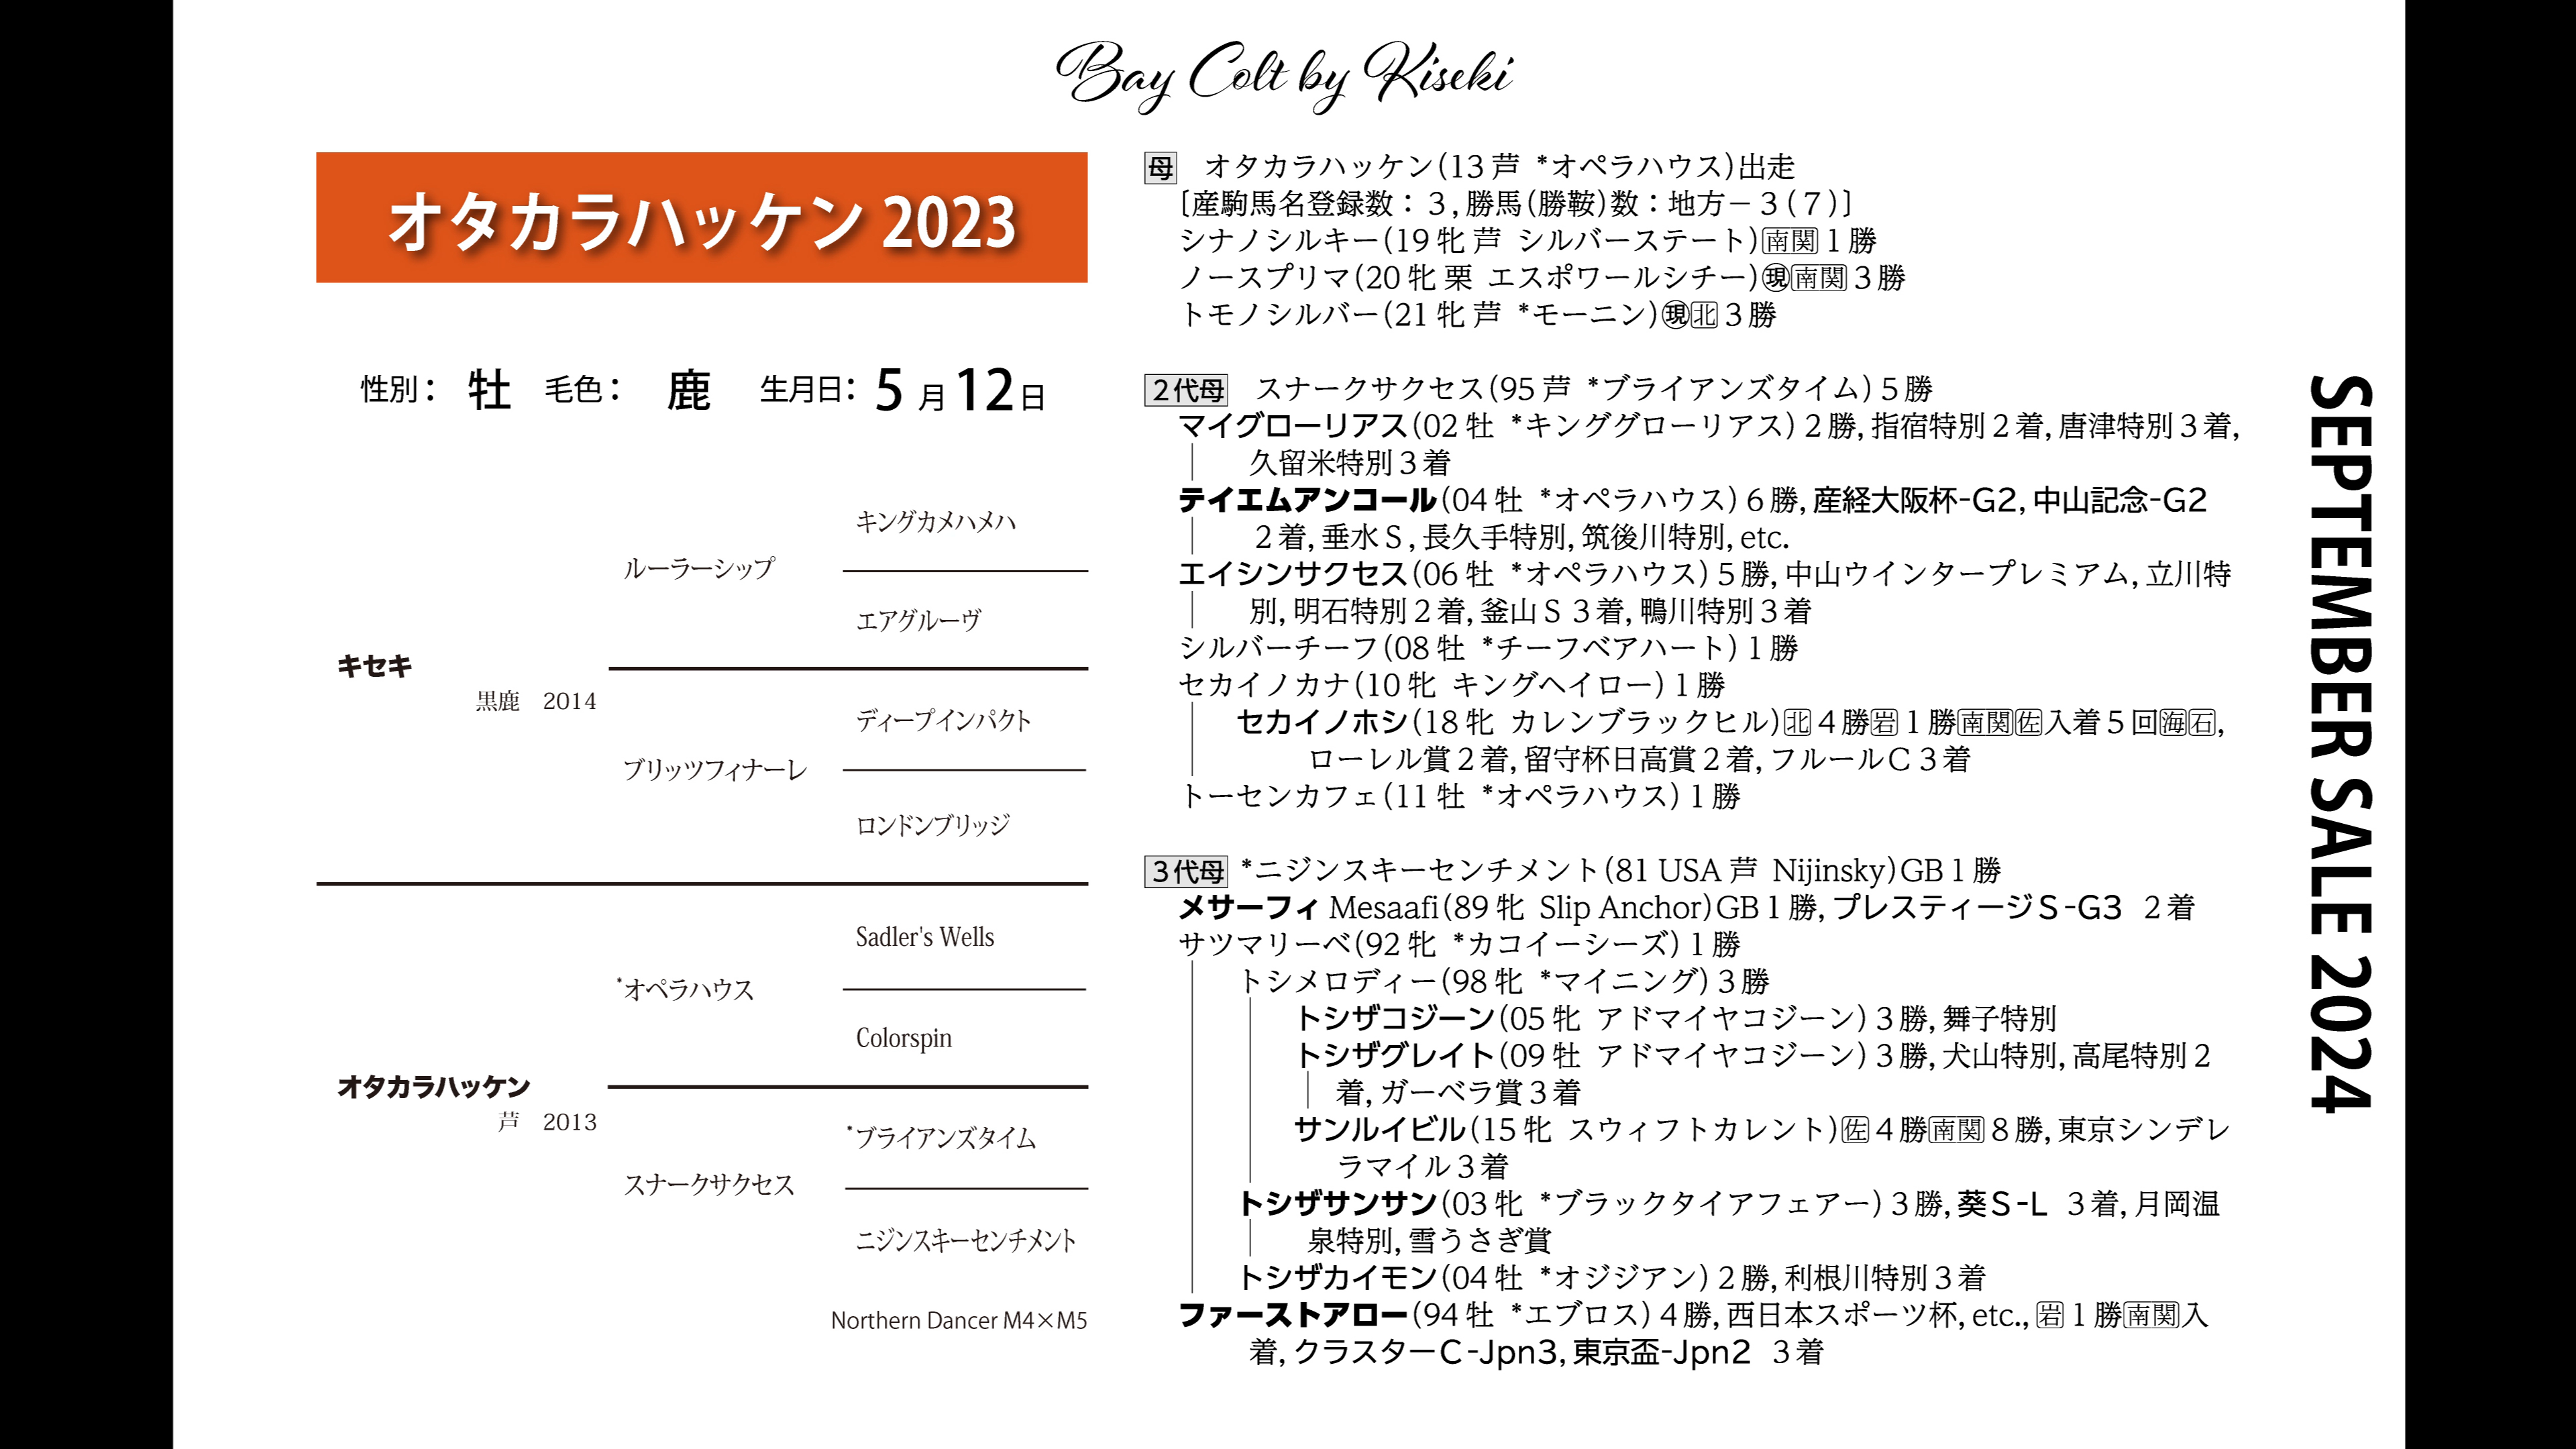 Bay Colt by Kiseki
オタカラハッケン 2023
性別： 牡 毛色： 鹿 生月日： 5 月 12 日
キングカメハメハ
ルーラーシップ
エアグルーヴ
キセキ
黒鹿 2014
ディープインパクト
ブリッツフィナーレ
ロンドンブリッジ
Sadler's Wells
*オペラハウス
Colorspin
オタカラハッケン
芦 2013
*ブライアンズタイム
スナークサクセス
ニジンスキーセンチメント
Northern Dancer M4×M5
母 オタカラハッケン(13 芦 *オペラハウス)出走
〔産駒馬名登録数：3, 勝馬(勝鞍)数：地方－3(7)〕
シナノシルキー(19 牝 芦 シルバーステート)南関 1 勝
ノースプリマ(20 牝 栗 エスポワールシチー)現南関 3 勝
トモノシルバー(21 牝 芦 *モーニン)現北 3 勝
2代母 スナークサクセス(95 芦 *ブライアンズタイム) 5 勝
マイグローリアス(02 牡 *キンググローリアス) 2 勝, 指宿特別 2 着, 唐津特別 3 着,
久留米特別 3 着
テイエムアンコール(04 牡 *オペラハウス) 6 勝, 産経大阪杯-G2, 中山記念-G2
2 着, 垂水 S, 長久手特別, 筑後川特別, etc.
エイシンサクセス(06 牡 *オペラハウス) 5 勝, 中山ウインタープレミアム, 立川特
別, 明石特別 2 着, 釜山 S 3 着, 鴨川特別 3 着
シルバーチーフ(08 牡 *チーフベアハート) 1 勝
セカイノカナ(10 牝 キングヘイロー) 1 勝
セカイノホシ(18 牝 カレンブラックヒル)北 4 勝岩 1 勝南関佐入着 5 回海石,
ローレル賞 2 着, 留守杯日高賞 2 着, フルール C 3 着
トーセンカフェ(11 牡 *オペラハウス) 1 勝
3代母 *ニジンスキーセンチメント(81 USA 芦 Nijinsky)GB 1 勝
メサーフィ Mesaafi(89 牝 Slip Anchor)GB 1 勝, プレスティージ S-G3 2 着
サツマリーベ(92 牝 *カコイーシーズ) 1 勝
トシメロディー(98 牝 *マイニング) 3 勝
トシザコジーン(05 牝 アドマイヤコジーン) 3 勝, 舞子特別
トシザグレイト(09 牡 アドマイヤコジーン) 3 勝, 犬山特別, 高尾特別 2
着, ガーベラ賞 3 着
サンルイビル(15 牝 スウィフトカレント)佐 4 勝南関 8 勝, 東京シンデレ
ラマイル 3 着
トシザサンサン(03 牝 *ブラックタイアフェアー) 3 勝, 葵 S-L 3 着, 月岡温
泉特別, 雪うさぎ賞
トシザカイモン(04 牡 *オジジアン) 2 勝, 利根川特別 3 着
ファーストアロー(94 牡 *エブロス) 4 勝, 西日本スポーツ杯, etc., 岩 1 勝南関入
着, クラスター C-Jpn3, 東京盃-Jpn2 3 着
SEPTEMBER SALE 2024